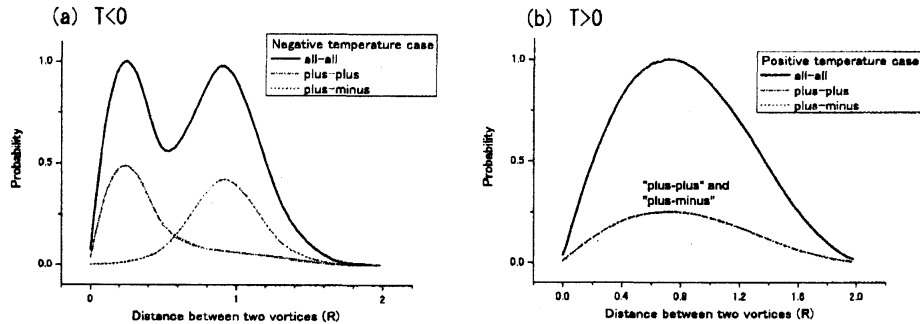 (a) T<0
Negative temperature case
all-all
plus-plus
plus-minus
1.0
0.5
0.0
Probability
0
1
2
Distance between two vortices (R)
(b) T>0
Positive temperature case
all-all
plus-plus
plus-minus
"plus-plus" and
"plus-minus"
1.0
0.5
0.0
Probability
0.0
0.4
0.8
1.2
1.6
2.0
Distance between two vortices (R)